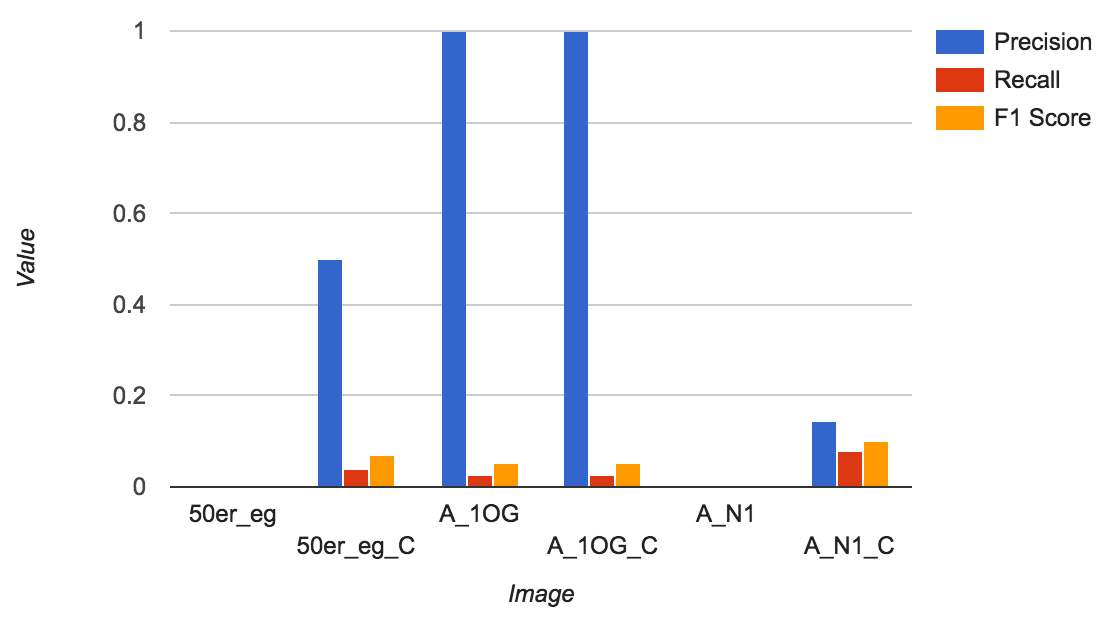 1
0.8
0.6
0.4
0.2
0
Value
50er_eg
50er_eg_C
A_1OG
A_1OG_C
A_N1
A_N1_C
Image
Precision
Recall
F1 Score